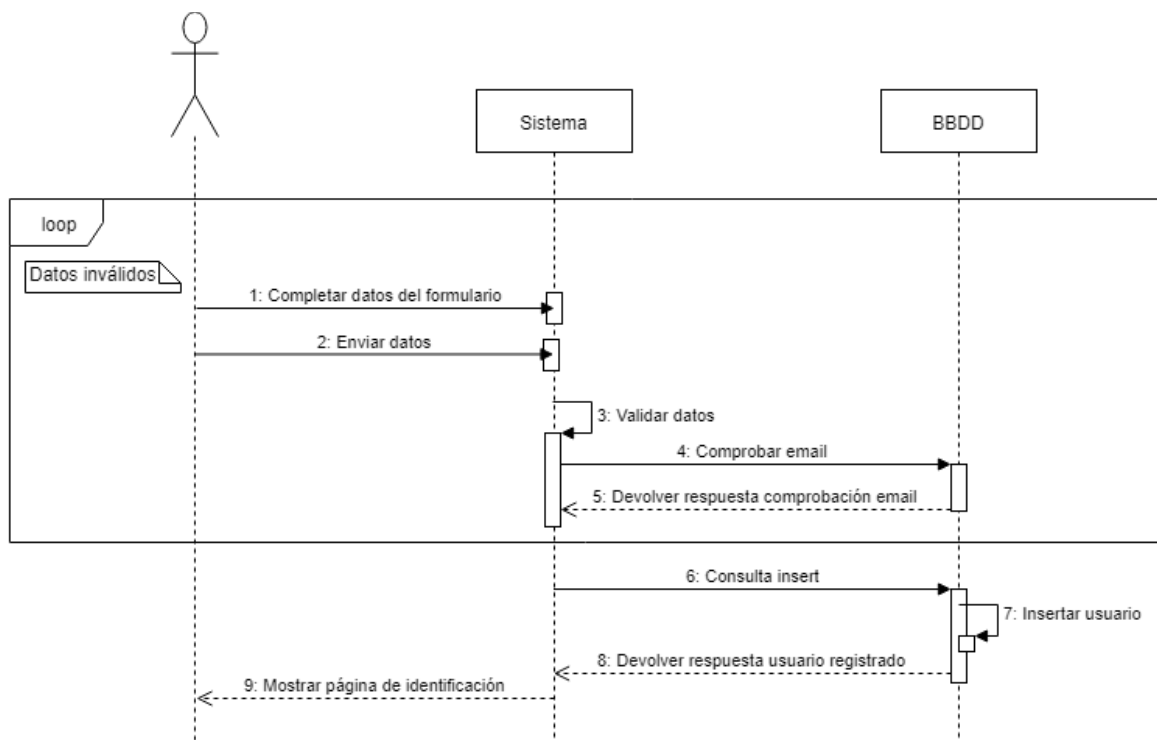 Sistema
BBDD
loop
Datos inválidos
1: Completar datos del formulario
2: Enviar datos
3: Validar datos
4: Comprobar email
5: Devolver respuesta comprobación email
6: Consulta insert
7: Insertar usuario
8: Devolver respuesta usuario registrado
9: Mostrar página de identificación